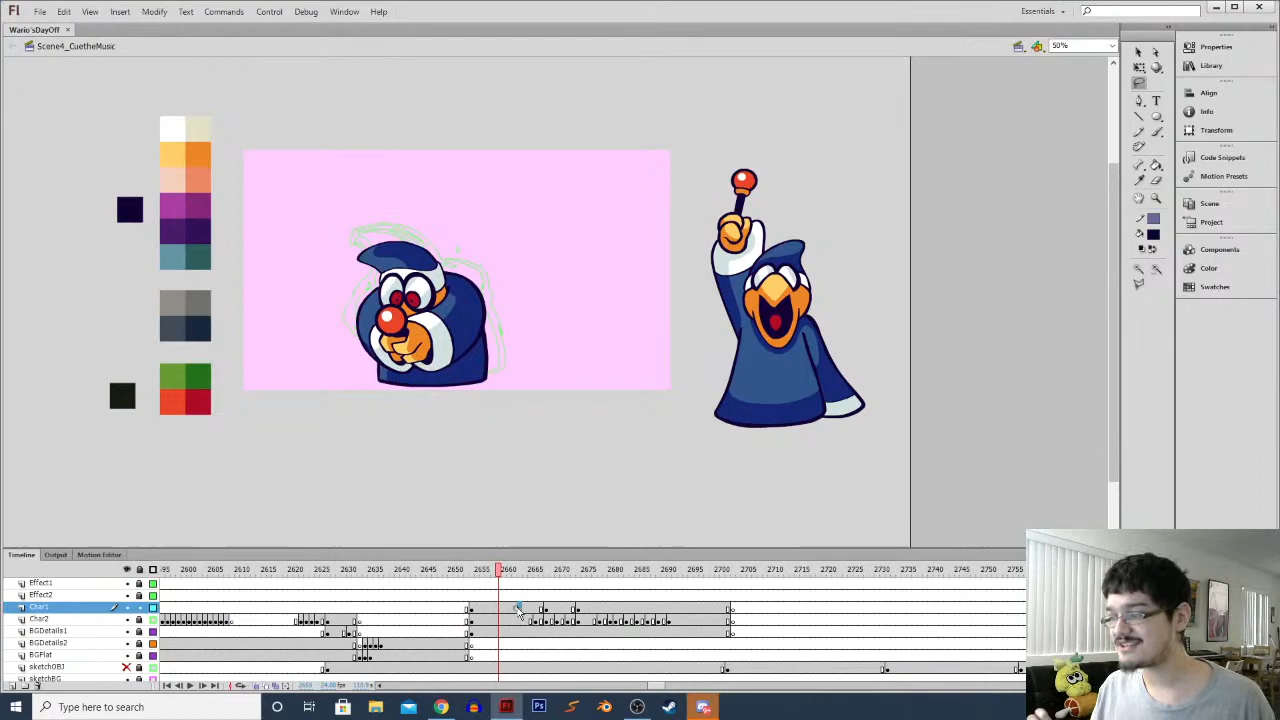 Fl File Edit View Insert Modify Text Commands Control Debug Window Help Essentials
Wario'sDayOff ×
Scene4_CuetheMusic 50%
Properties
Library
Align
Info
Transform
Code Snippets
Motion Presets
Scene
Project
Components
Color
Swatches
Timeline Output Motion Editor
2600 2605 2610 2615 2620 2625 2630 2635 2640 2645 2650 2655 2660 2665 2670 2675 2680 2685 2690 2695 2700 2705 2710 2715 2720 2725 2730 2735 2740 2745 2750 2755
Effect1
Effect2
Char1
Char2
BGDetails1
BGDetails2
BGFlat
sketchOBJ
sketchBG
24.00 fps
Type here to search